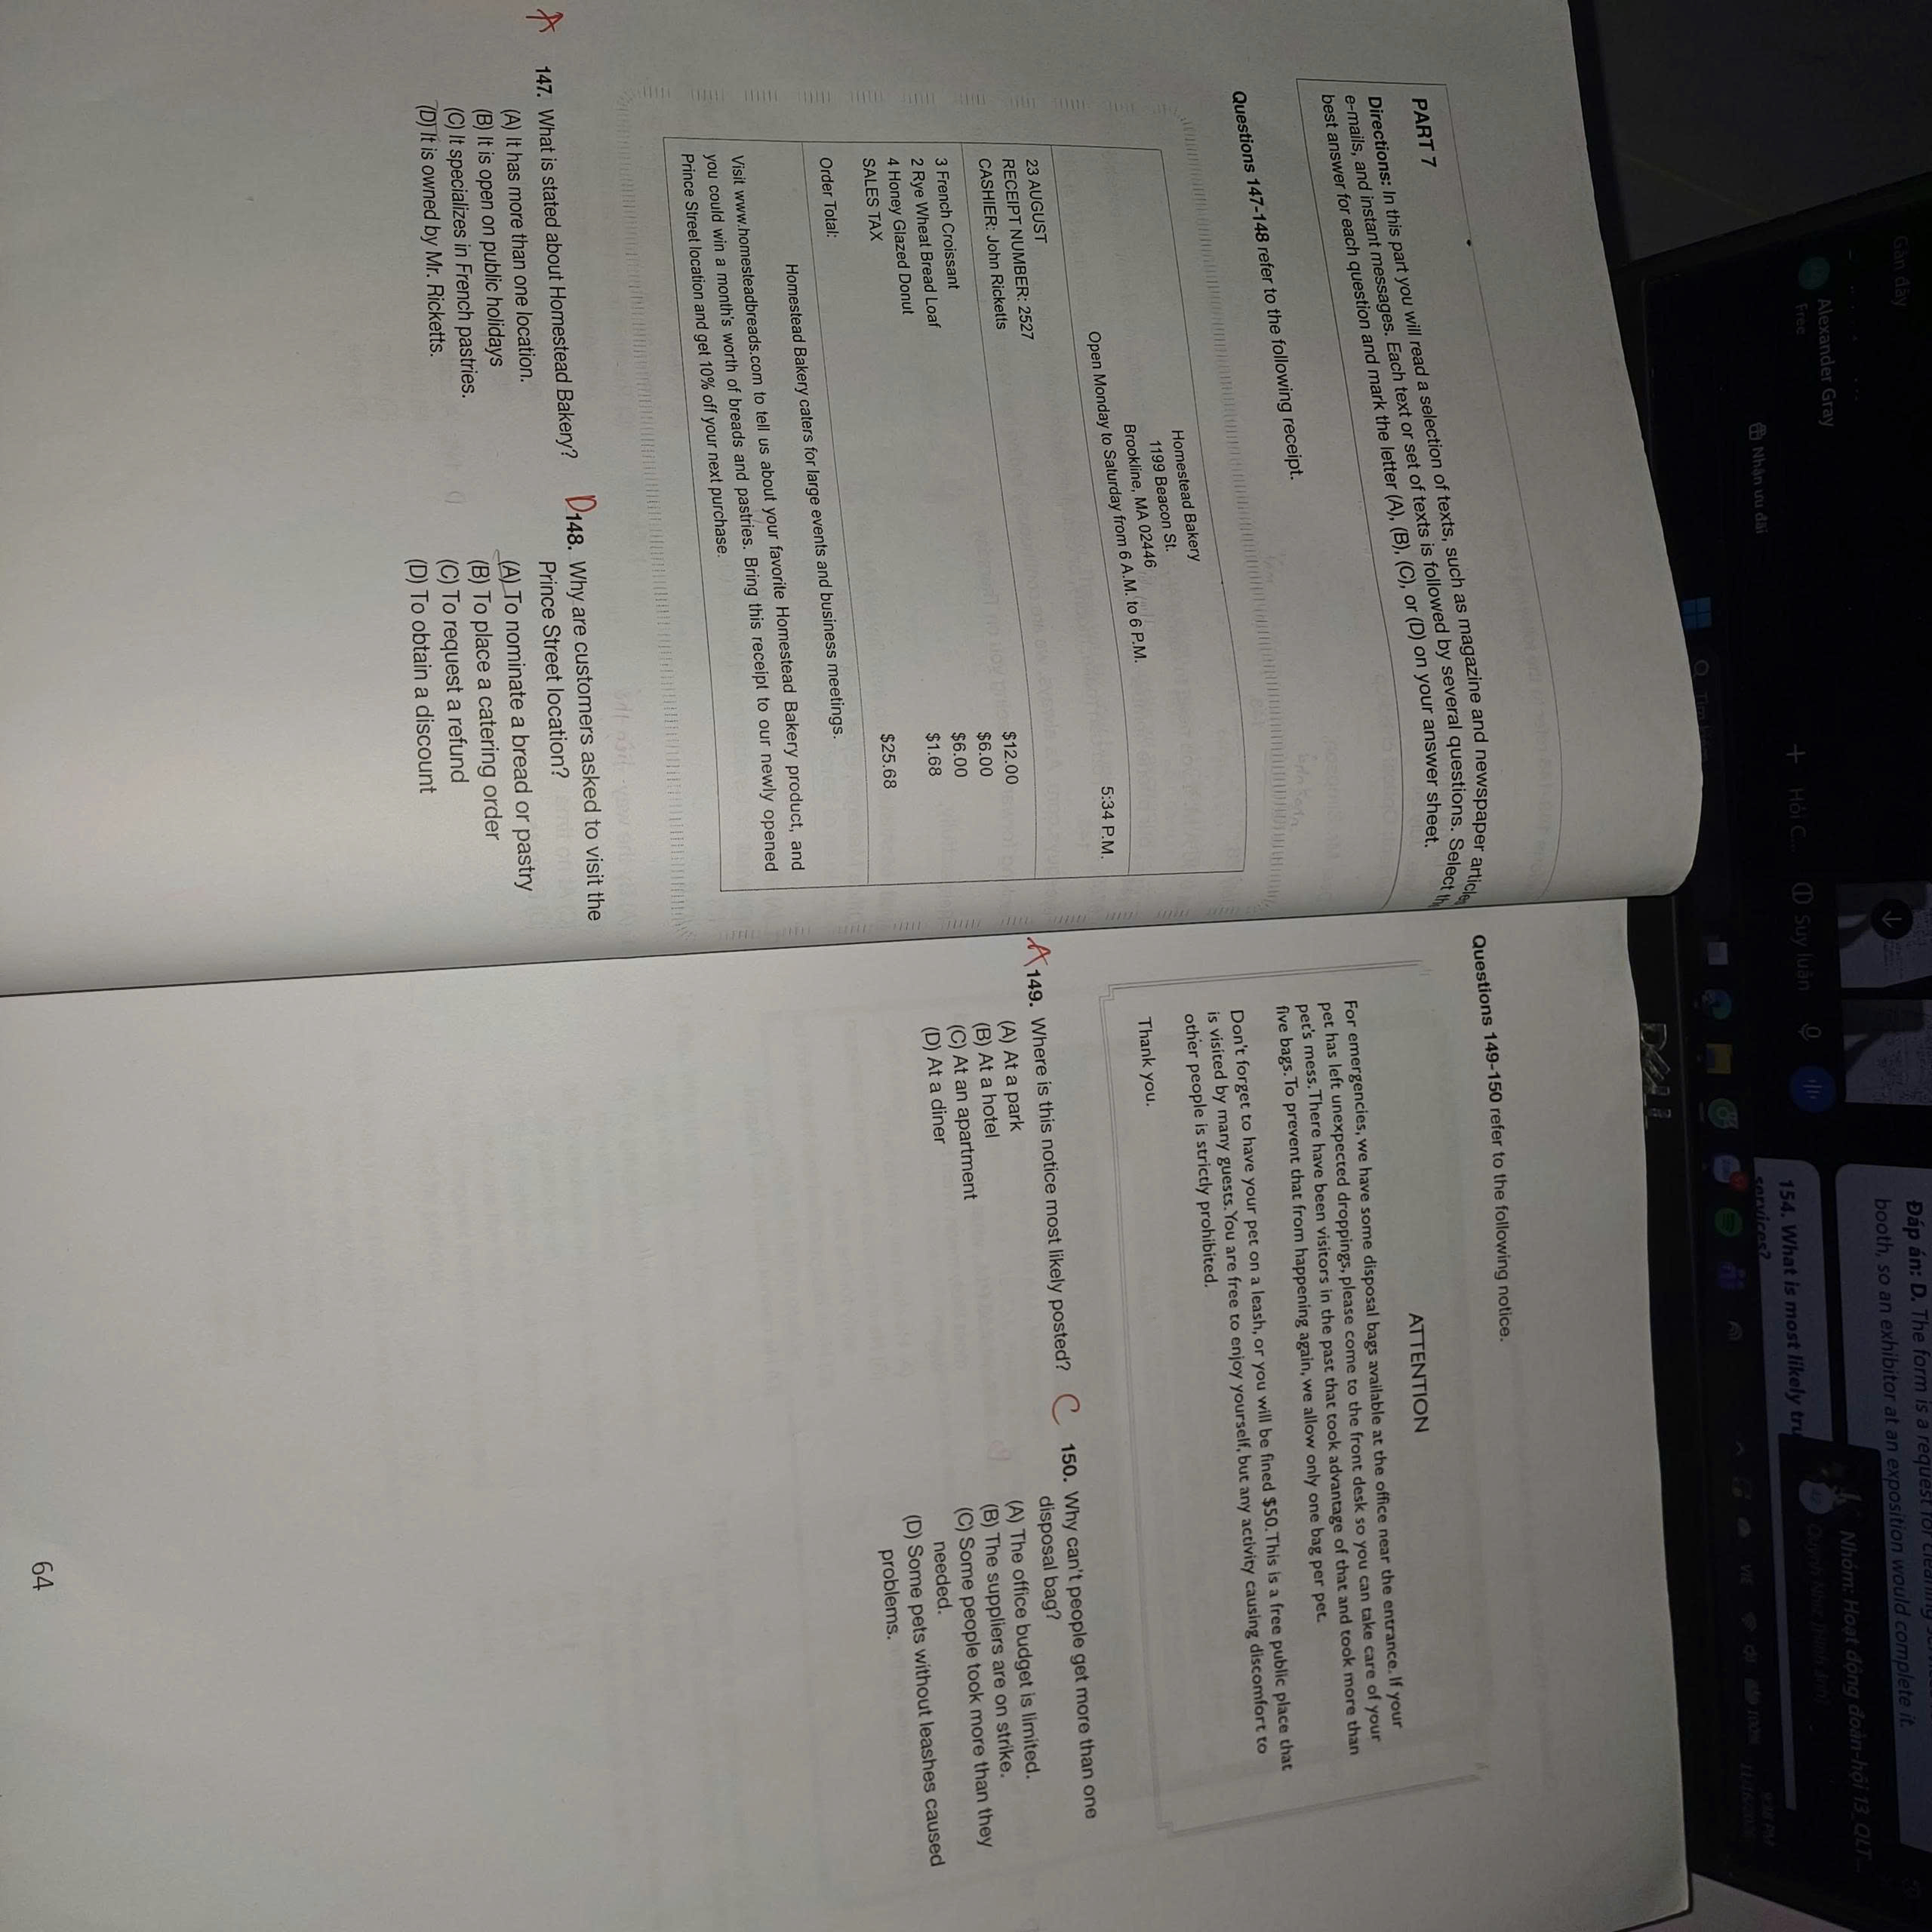 PART 7
Directions: In this part you will read a selection of texts, such as magazine and newspaper
e-mails, and instant messages. Each text or set of texts is followed by several questions. Select
best answer for each question and mark the letter (A), (B), (C), or (D) on your answer sheet.
Questions 147-148 refer to the following receipt.
Homestead Bakery
1199 Beacon St.
Brookline, MA 02446
Open Monday to Saturday from 6 A.M. to 6 P.M.
23 AUGUST 5:34 P.M.
RECEIPT NUMBER: 2527
CASHIER: John Ricketts
3 French Croissant $12.00
2 Rye Wheat Bread Loaf $6.00
4 Honey Glazed Donut $6.00
SALES TAX $1.68
Order Total: $25.68
Homestead Bakery caters for large events and business meetings.
Visit www.homesteadbreads.com to tell us about your favorite Homestead Bakery product, and
you could win a month's worth of breads and pastries. Bring this receipt to our newly opened
Prince Street location and get 10% off your next purchase.
A 147. What is stated about Homestead Bakery?
(A) It has more than one location.
(B) It is open on public holidays
(C) It specializes in French pastries.
(D) It is owned by Mr. Ricketts.
D 148. Why are customers asked to visit the
Prince Street location?
(A) To nominate a bread or pastry
(B) To place a catering order
(C) To request a refund
(D) To obtain a discount
Questions 149-150 refer to the following notice.
ATTENTION
For emergencies, we have some disposal bags available at the office near the entrance. If your
pet has left unexpected droppings, please come to the front desk so you can take care of your
pet's mess. There have been visitors in the past that took advantage of that and took more than
five bags. To prevent that from happening again, we allow only one bag per pet.
Don't forget to have your pet on a leash, or you will be fined $50. This is a free public place that
is visited by many guests. You are free to enjoy yourself, but any activity causing discomfort to
other people is strictly prohibited.
Thank you.
A 149. Where is this notice most likely posted?
(A) At a park
(B) At a hotel
(C) At an apartment
(D) At a diner
C 150. Why can't people get more than one
disposal bag?
(A) The office budget is limited.
(B) The suppliers are on strike.
(C) Some people took more than they
needed.
(D) Some pets without leashes caused
problems.
64
DELL
Gần đây
Alexander Gray
Free
Nhận ưu đãi
Hỏi C...
Suy luận
Đáp án: D. The form is a request for
booth, so an exhibitor at an exposition would complete it.
154. What is most likely
services?
Nhóm: Hoạt động đoàn-hội 13_QLT...
VIE